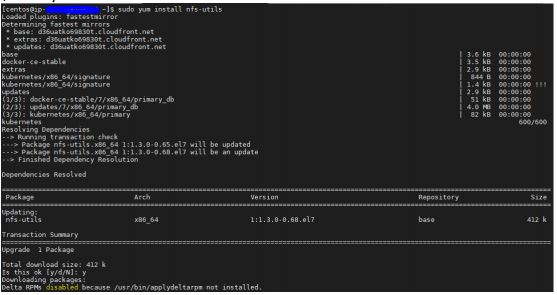 [centos@ip- ~]$ sudo yum install nfs-utils
Loaded plugins: fastestmirror
Determining fastest mirrors
* base: d36uatko69830t.cloudfront.net
* extras: d36uatko69830t.cloudfront.net
* updates: d36uatko69830t.cloudfront.net
base | 3.6 kB 00:00:00
docker-ce-stable | 3.5 kB 00:00:00
extras | 2.9 kB 00:00:00
kubernetes/x86_64/signature | 844 B 00:00:00
kubernetes/x86_64/signature | 1.4 kB 00:00:00 !!!
updates | 2.9 kB 00:00:00
(1/3): docker-ce-stable/7/x86_64/primary_db | 51 kB 00:00:00
(2/3): updates/7/x86_64/primary_db | 4.0 MB 00:00:00
(3/3): kubernetes/x86_64/primary | 82 kB 00:00:00
kubernetes 600/600
Resolving Dependencies
--> Running transaction check
---> Package nfs-utils.x86_64 1:1.3.0-0.65.el7 will be updated
---> Package nfs-utils.x86_64 1:1.3.0-0.68.el7 will be an update
--> Finished Dependency Resolution
Dependencies Resolved
Package Arch Version Repository Size
Updating:
nfs-utils x86_64 1:1.3.0-0.68.el7 base 412 k
Transaction Summary
Upgrade 1 Package
Total download size: 412 k
Is this ok [y/d/N]: y
Downloading packages:
Delta RPMs disabled because /usr/bin/applydeltarpm not installed.